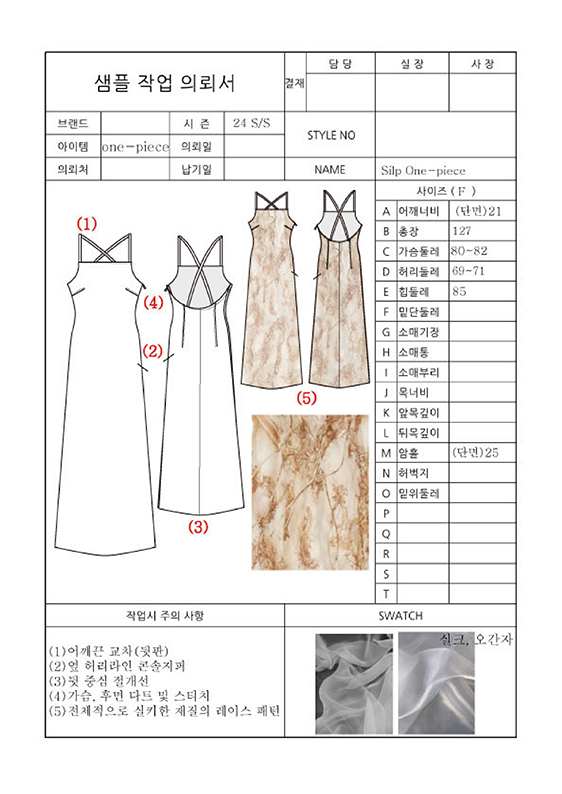 샘플 작업 의뢰서
결재
담 당
실 장
사 장
브랜드
시 즌
24 S/S
STYLE NO
아이템
one-piece
의뢰일
의뢰처
납기일
NAME
Silp One-piece
사이즈 ( F )
A 어깨너비 (단면)21
B 총장 127
C 가슴둘레 80~82
D 허리둘레 69-71
E 힙둘레 85
F 밑단둘레
G 소매기장
H 소매통
I 소매부리
J 목너비
K 앞목깊이
L 뒤목깊이
M 암홀 (단면)25
N 허벅지
O 밑위둘레
P
Q
R
S
T
(1)
(4)
(2)
(5)
(3)
작업시 주의 사항
(1)어깨끈 교차(뒷판)
(2)옆 허리라인 콘솔지퍼
(3)뒷 중심 절개선
(4)가슴, 후면 다트 및 스티치
(5)전체적으로 실키한 재질의 레이스 패턴
SWATCH
실크, 오간자